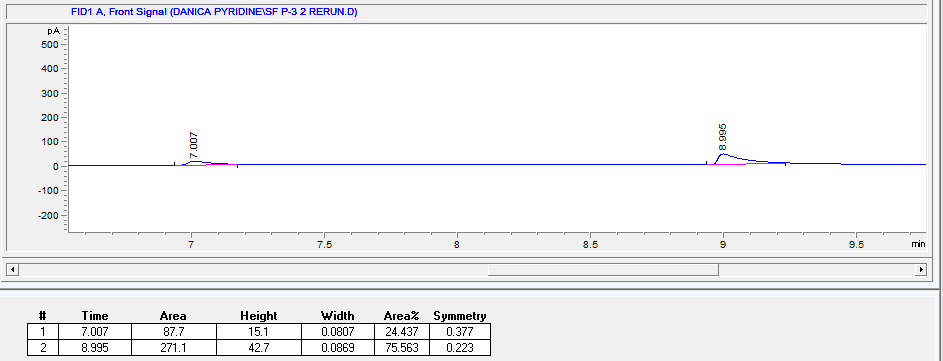 FID1 A, Front Signal (DANICA PYRIDINE\SF P-3 2 RERUN.D)
pA
500
400
300
200
100
0
-100
-200
7.007
8.995
7 7.5 8 8.5 9 9.5 min
# Time Area Height Width Area% Symmetry
1 7.007 87.7 15.1 0.0807 24.437 0.377
2 8.995 271.1 42.7 0.0869 75.563 0.223